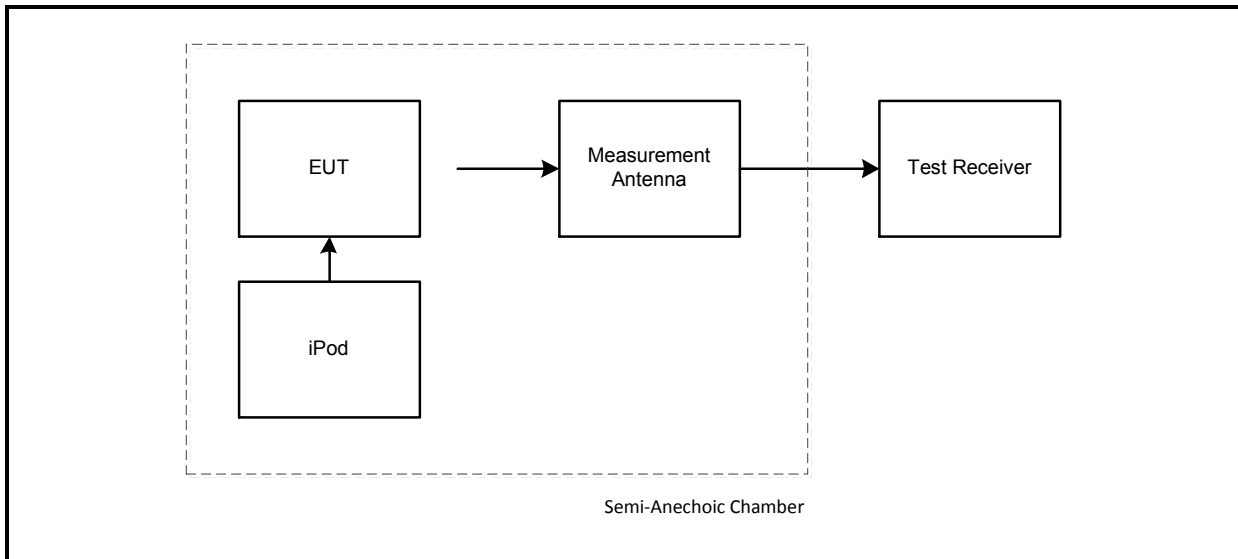 EUT
Measurement
Antenna
Test Receiver
iPod
Semi-Anechoic Chamber